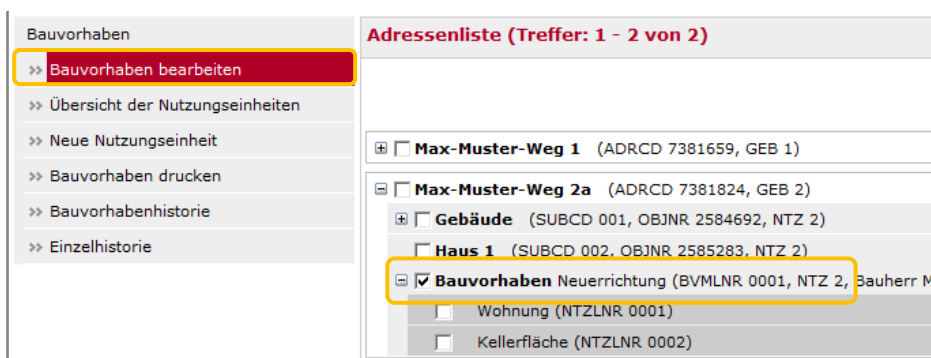 Bauvorhaben
>> Bauvorhaben bearbeiten
>> Übersicht der Nutzungseinheiten
>> Neue Nutzungseinheit
>> Bauvorhaben drucken
>> Bauvorhabenhistorie
>> Einzelhistorie
Adressenliste (Treffer: 1 - 2 von 2)
Max-Muster-Weg 1 (ADRCD 7381659, GEB 1)
Max-Muster-Weg 2a (ADRCD 7381824, GEB 2)
Gebäude (SUBCD 001, OBJNR 2584692, NTZ 2)
Haus 1 (SUBCD 002, OBJNR 2585283, NTZ 2)
Bauvorhaben Neuerrichtung (BVMLNR 0001, NTZ 2, Bauherr M
Wohnung (NTZLNR 0001)
Kellerfläche (NTZLNR 0002)